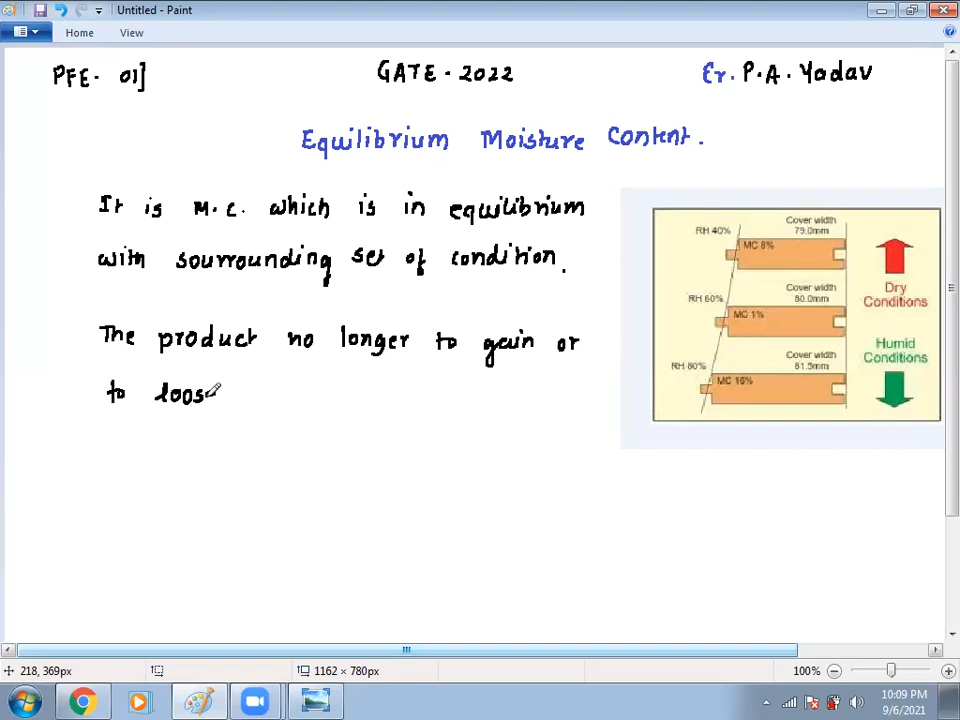 Untitled - Paint
Home View
PFE- 01]
GATE - 2022
Er. P.A. Yadav
Equilibrium Moisture Content.
It is M.C. which is in equilibrium
with sourrounding set of condition.
The product no longer to gain or
to loos
RH 40%
Cover width
79.0mm
MC 8%
Dry
Conditions
RH 60%
Cover width
80.0mm
MC 1%
Humid
Conditions
RH 80%
Cover width
81.5mm
MC 16%
218, 369px
1162 × 780px
100%
10:09 PM
9/6/2021